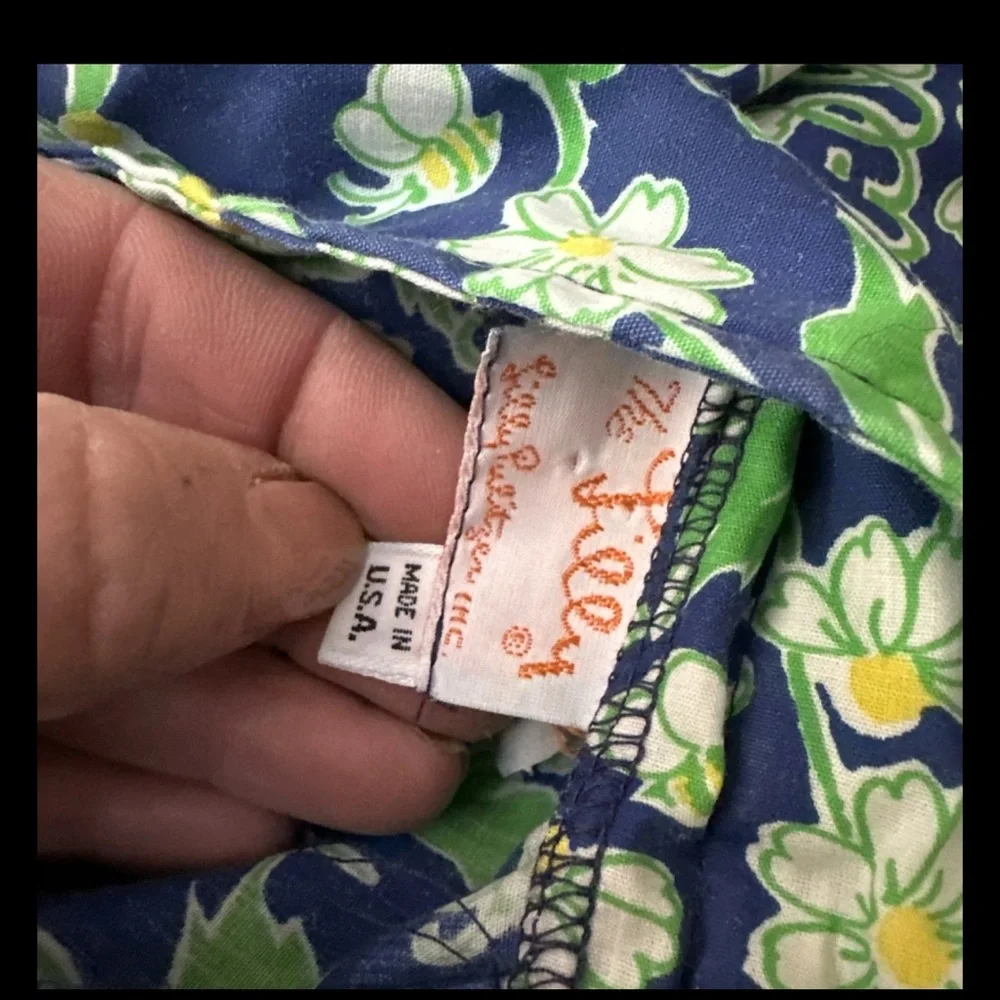 The
Lilly ©
Lilly Pulitzer, INC.
MADE IN
U.S.A.